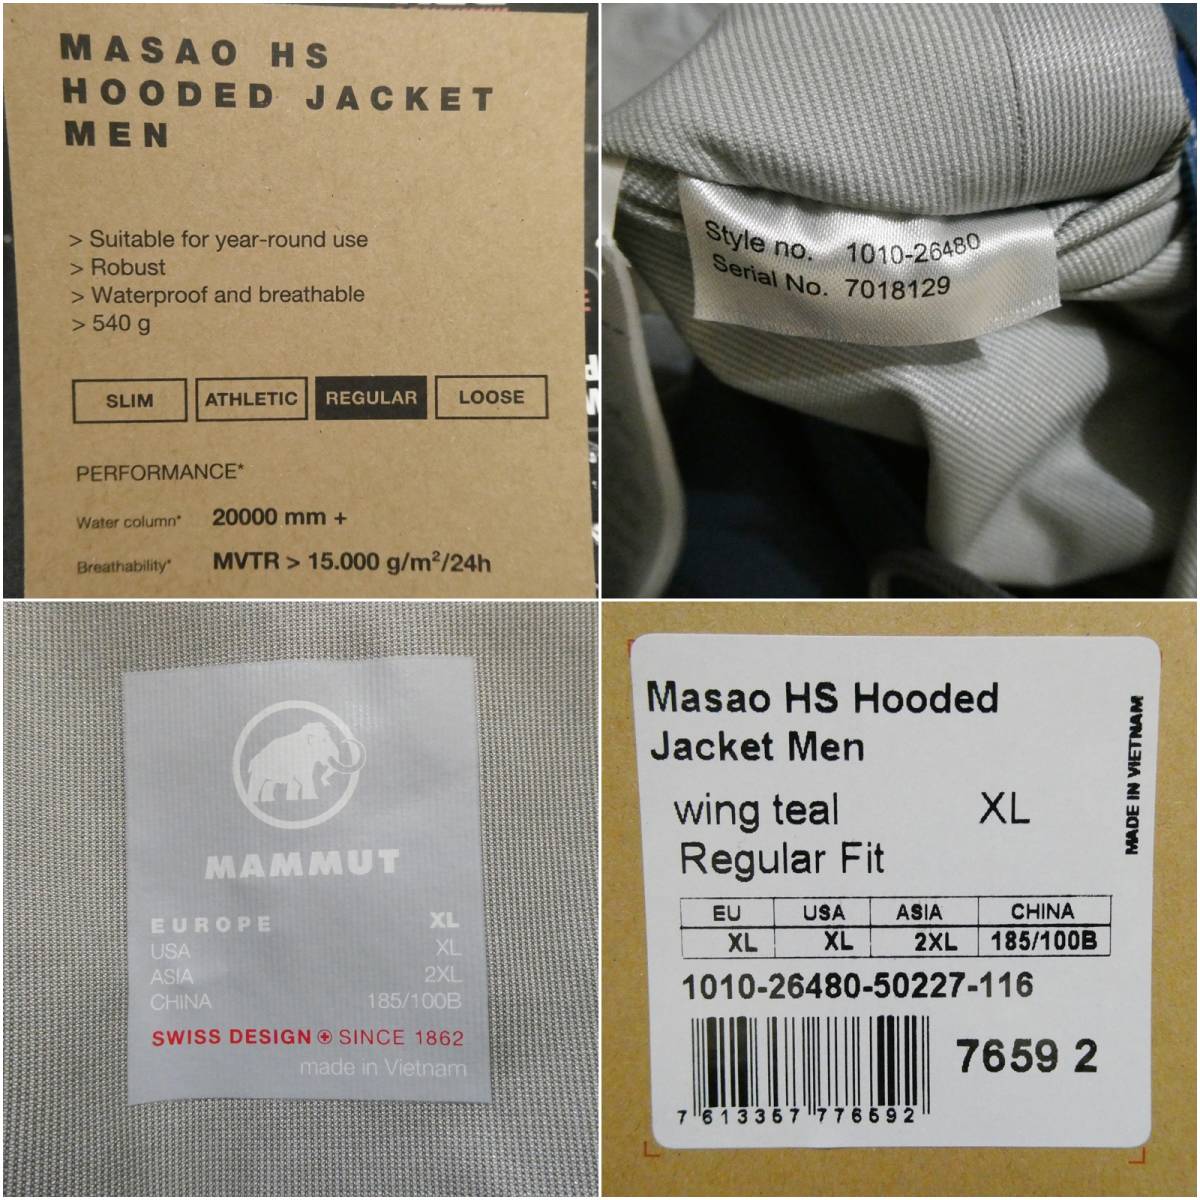 MASAO HS
HOODED JACKET
MEN
> Suitable for year-round use
> Robust
> Waterproof and breathable
> 540 g
SLIM ATHLETIC REGULAR LOOSE
PERFORMANCE*
Water column* 20000 mm +
Breathability* MVTR > 15.000 g/m²/24h
Style no. 1010-26480
Serial No. 7018129
MAMMUT
EUROPE XL
USA XL
ASIA 2XL
CHINA 185/100B
SWISS DESIGN SINCE 1862
made in Vietnam
Masao HS Hooded
Jacket Men
wing teal XL
Regular Fit
MADE IN VIETNAM
EU USA ASIA CHINA
XL XL 2XL 185/100B
1010-26480-50227-116
7659 2
7 613357 776592